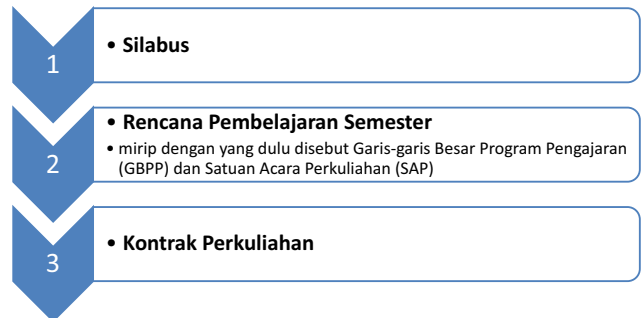 1
• Silabus
2
• Rencana Pembelajaran Semester
• mirip dengan yang dulu disebut Garis-garis Besar Program Pengajaran
(GBPP) dan Satuan Acara Perkuliahan (SAP)
3
• Kontrak Perkuliahan